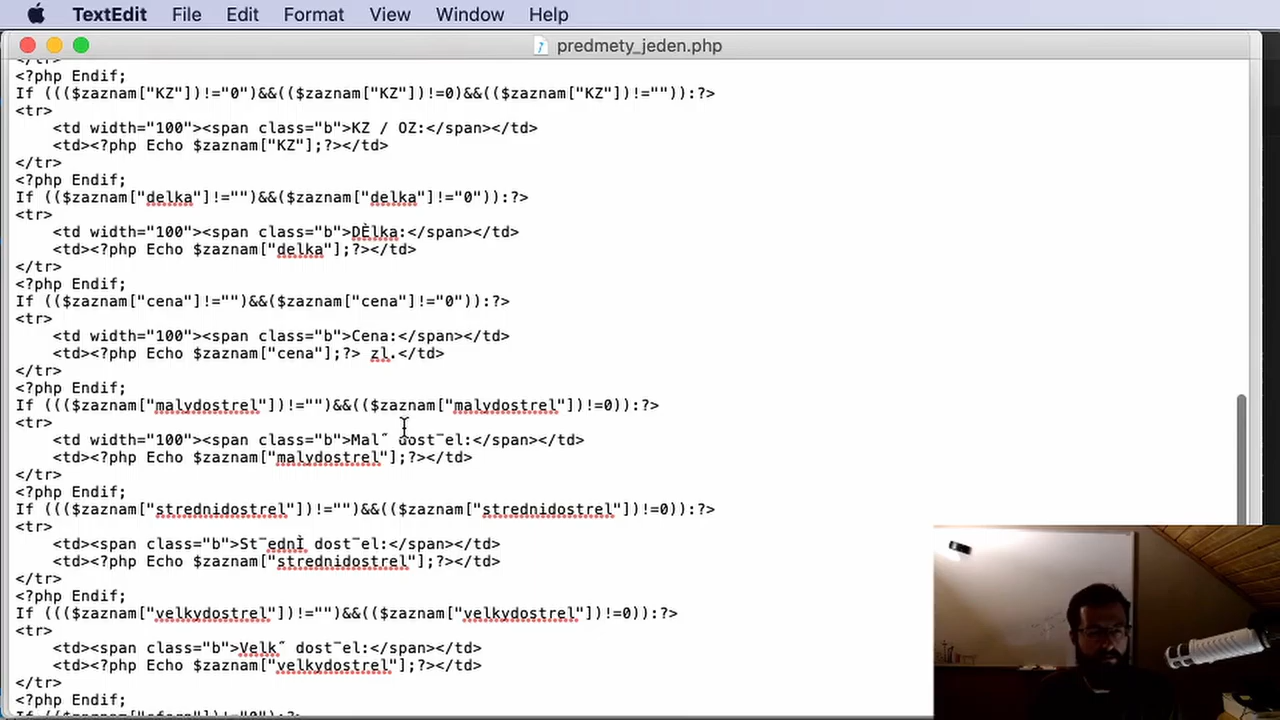 TextEdit File Edit Format View Window Help
predmety_jeden.php
</tr>
<?php Endif;
If ((($zaznam["KZ"])!="0")&&(($zaznam["KZ"])!=0)&&(($zaznam["KZ"])!="")):?>
<tr>
<td width="100"><span class="b">KZ / OZ:</span></td>
<td><?php Echo $zaznam["KZ"];?></td>
</tr>
<?php Endif;
If (($zaznam["delka"]!="")&&($zaznam["delka"]!="0")):?>
<tr>
<td width="100"><span class="b">DÈlka:</span></td>
<td><?php Echo $zaznam["delka"];?></td>
</tr>
<?php Endif;
If (($zaznam["cena"]!="")&&($zaznam["cena"]!="0")):?>
<tr>
<td width="100"><span class="b">Cena:</span></td>
<td><?php Echo $zaznam["cena"];?> zl.</td>
</tr>
<?php Endif;
If ((($zaznam["malydostrel"])!="")&&(($zaznam["malydostrel"])!=0)):?>
<tr>
<td width="100"><span class="b">Mal˝ dost¯el:</span></td>
<td><?php Echo $zaznam["malydostrel"];?></td>
</tr>
<?php Endif;
If ((($zaznam["strednidostrel"])!="")&&(($zaznam["strednidostrel"])!=0)):?>
<tr>
<td><span class="b">St¯ednÌ dost¯el:</span></td>
<td><?php Echo $zaznam["strednidostrel"];?></td>
</tr>
<?php Endif;
If ((($zaznam["velkydostrel"])!="")&&(($zaznam["velkydostrel"])!=0)):?>
<tr>
<td><span class="b">Velk˝ dost¯el:</span></td>
<td><?php Echo $zaznam["velkydostrel"];?></td>
</tr>
<?php Endif;